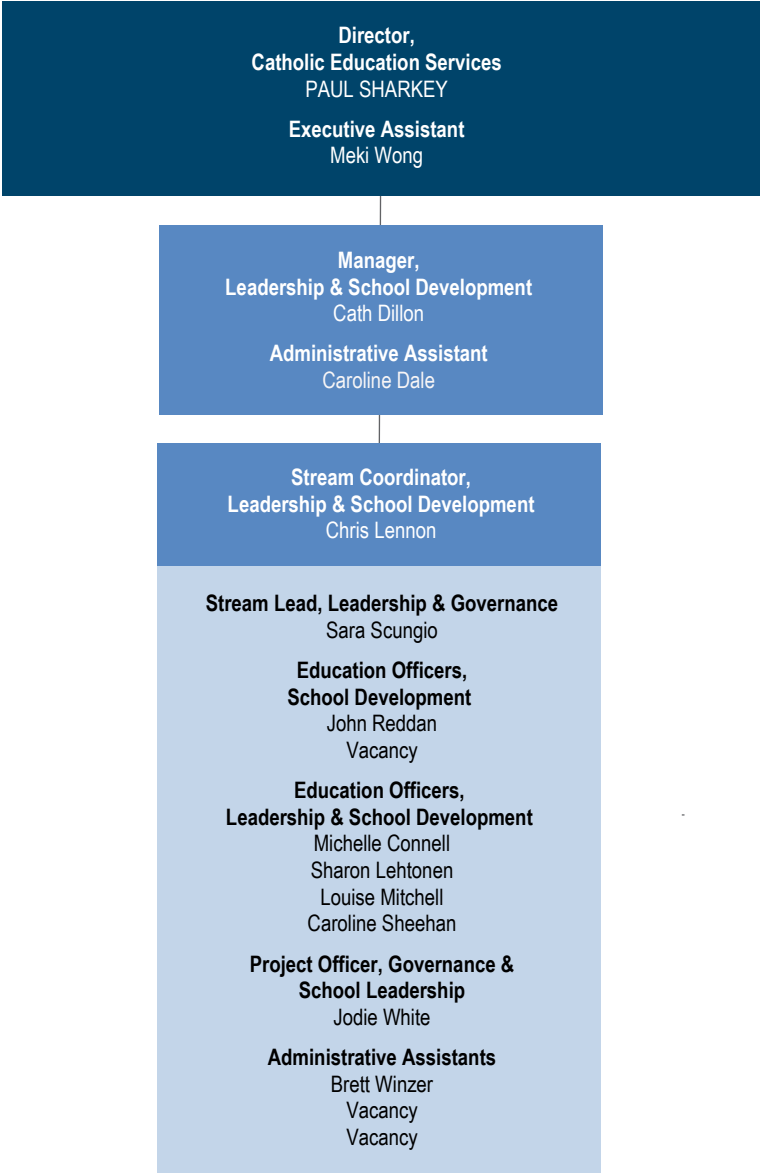 Director,
Catholic Education Services
PAUL SHARKEY
Executive Assistant
Meki Wong
Manager,
Leadership & School Development
Cath Dillon
Administrative Assistant
Caroline Dale
Stream Coordinator,
Leadership & School Development
Chris Lennon
Stream Lead, Leadership & Governance
Sara Scungio
Education Officers,
School Development
John Reddan
Vacancy
Education Officers,
Leadership & School Development
Michelle Connell
Sharon Lehtonen
Louise Mitchell
Caroline Sheehan
Project Officer, Governance &
School Leadership
Jodie White
Administrative Assistants
Brett Winzer
Vacancy
Vacancy